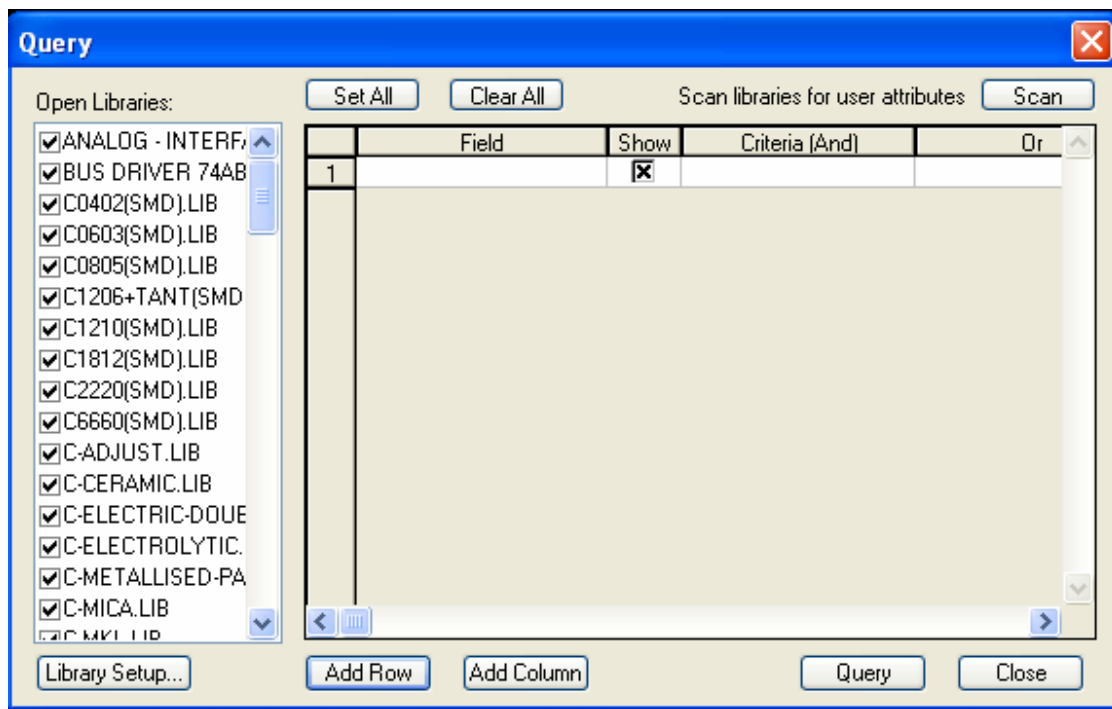 Query
Open Libraries:
Set All
Clear All
Scan libraries for user attributes
Scan
ANALOG - INTERF
BUS DRIVER 74AB
C0402(SMD).LIB
C0603(SMD).LIB
C0805(SMD).LIB
C1206+TANT(SMD
C1210(SMD).LIB
C1812(SMD).LIB
C2220(SMD).LIB
C6660(SMD).LIB
C-ADJUST.LIB
C-CERAMIC.LIB
C-ELECTRIC-DOUB
C-ELECTROLYTIC.
C-METALLISED-PA
C-MICA.LIB
C-MKL.LIB
Field Show Criteria (And) Or
1
Library Setup...
Add Row
Add Column
Query
Close